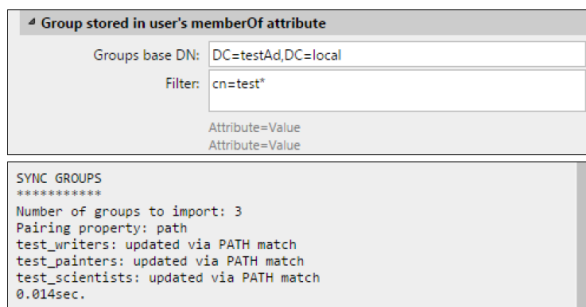 Group stored in user's memberOf attribute
Groups base DN: DC=testAd,DC=local
Filter: cn=test*
Attribute=Value
Attribute=Value
SYNC GROUPS
***********
Number of groups to import: 3
Pairing property: path
test_writers: updated via PATH match
test_painters: updated via PATH match
test_scientists: updated via PATH match
0.014sec.